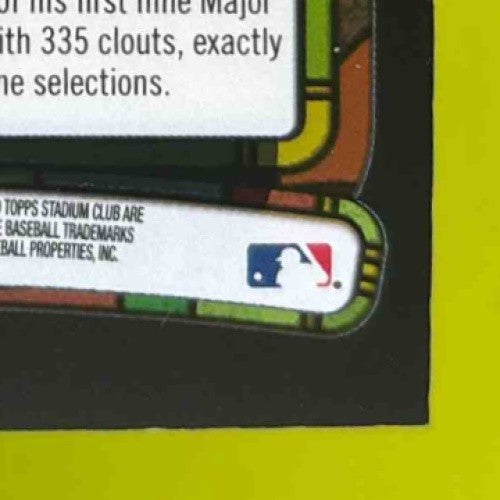 of his first nine Major
ith 335 clouts, exactly
ne selections.
TOPPS STADIUM CLUB ARE
BASEBALL TRADEMARKS
BALL PROPERTIES, INC.